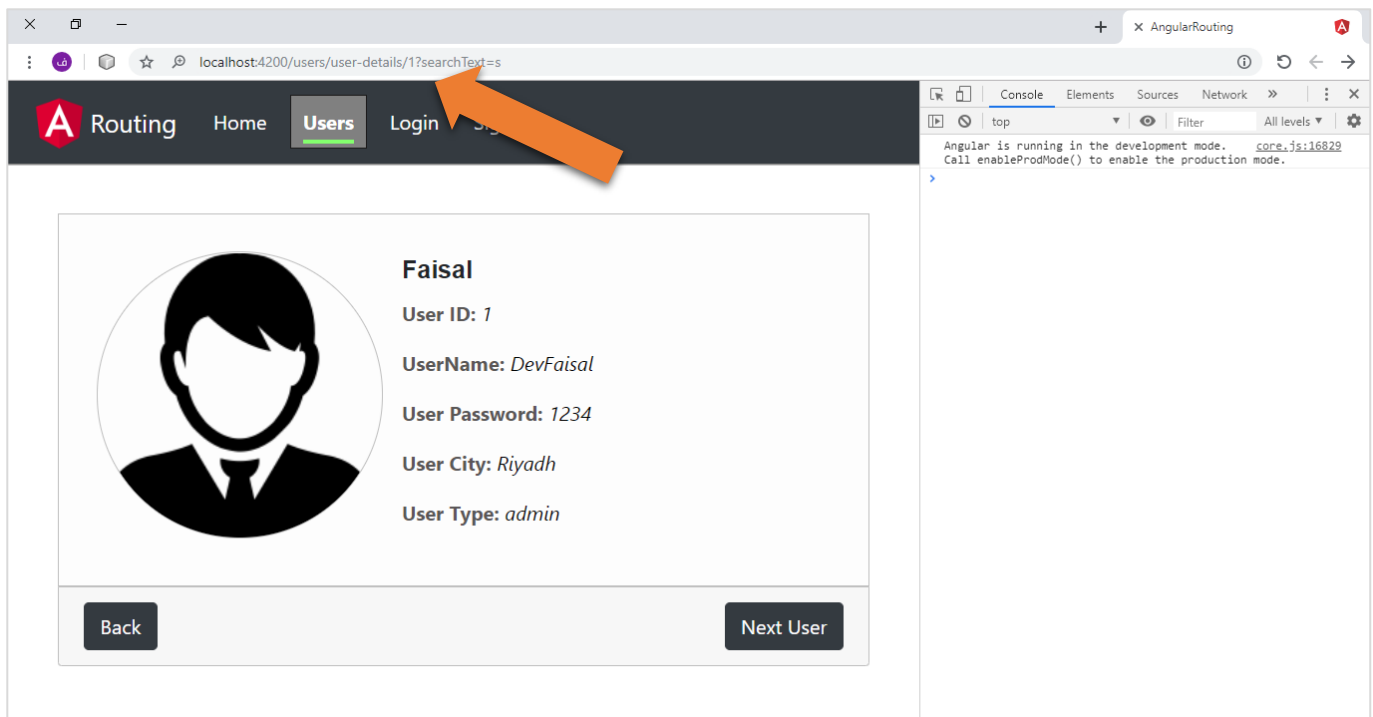 AngularRouting
localhost:4200/users/user-details/1?searchText=s
Routing Home Users Login
Console Elements Sources Network »
top Filter All levels
Angular is running in the development mode. core.js:16829
Call enableProdMode() to enable the production mode.
Faisal
User ID: 1
UserName: DevFaisal
User Password: 1234
User City: Riyadh
User Type: admin
Back Next User